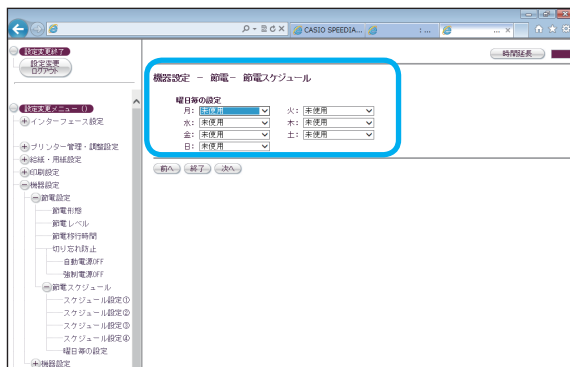 CASIO SPEEDIA...
設定変更終了
設定変更
ログアウト
設定変更メニュー ()
インターフェース設定
プリンター管理・調整設定
給紙・用紙設定
印刷設定
機器設定
節電設定
節電形態
節電レベル
節電移行時間
切り忘れ防止
自動電源OFF
強制電源OFF
節電スケジュール
スケジュール設定①
スケジュール設定②
スケジュール設定③
スケジュール設定④
曜日毎の設定
機器設定
時間延長
機器設定 － 節電－ 節電スケジュール
曜日毎の設定
月: 未使用 火: 未使用
水: 未使用 木: 未使用
金: 未使用 土: 未使用
日: 未使用
前へ 終了 次へ